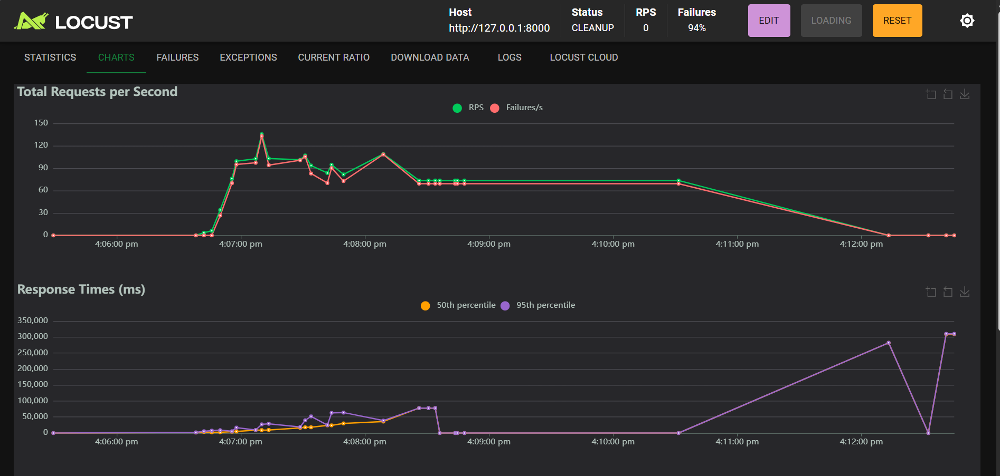 LOCUST
Host
http://127.0.0.1:8000
Status
CLEANUP
RPS
0
Failures
94%
EDIT
LOADING
RESET
STATISTICS CHARTS FAILURES EXCEPTIONS CURRENT RATIO DOWNLOAD DATA LOGS LOCUST CLOUD
Total Requests per Second
RPS Failures/s
150
120
90
60
30
0
4:06:00 pm 4:07:00 pm 4:08:00 pm 4:09:00 pm 4:10:00 pm 4:11:00 pm 4:12:00 pm
Response Times (ms)
50th percentile 95th percentile
350,000
300,000
250,000
200,000
150,000
100,000
50,000
0
4:06:00 pm 4:07:00 pm 4:08:00 pm 4:09:00 pm 4:10:00 pm 4:11:00 pm 4:12:00 pm